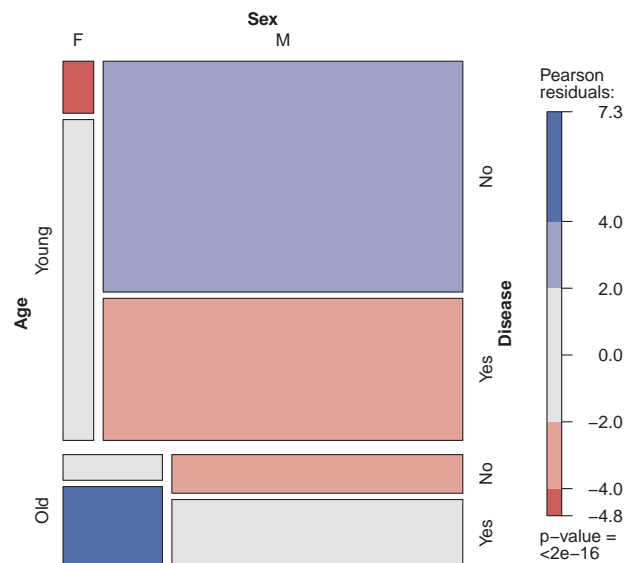 Sex
F M
Age
Young
Old
No
Yes
No
Yes
Disease
Pearson
residuals:
7.3
4.0
2.0
0.0
−2.0
−4.0
−4.8
p−value =
<2e−16